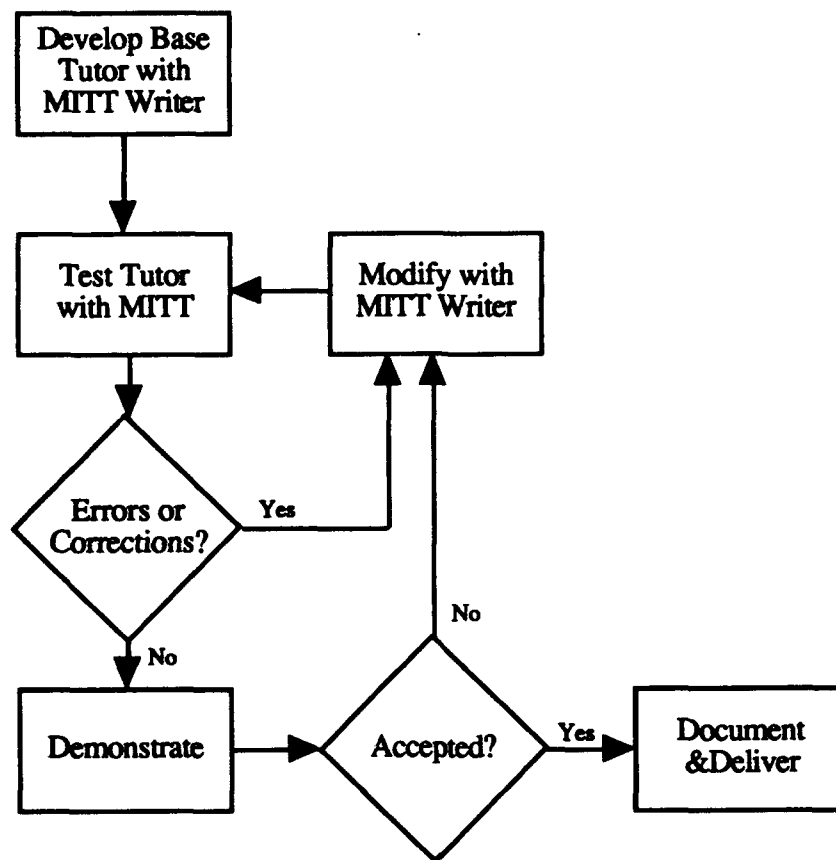 Develop Base
Tutor with
MITT Writer
Test Tutor
with MITT
Modify with
MITT Writer
Errors or
Corrections?
Yes
No
No
Demonstrate
Accepted?
Yes
Document
&Deliver